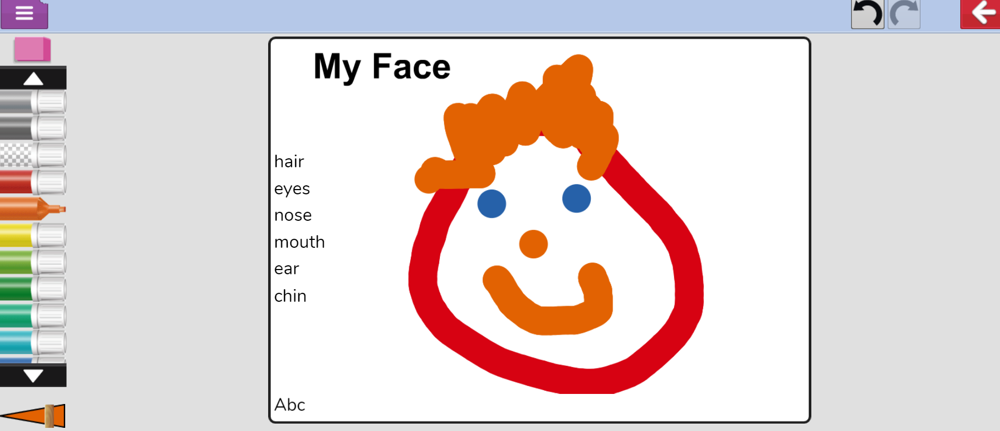 My Face
hair
eyes
nose
mouth
ear
chin
Abc